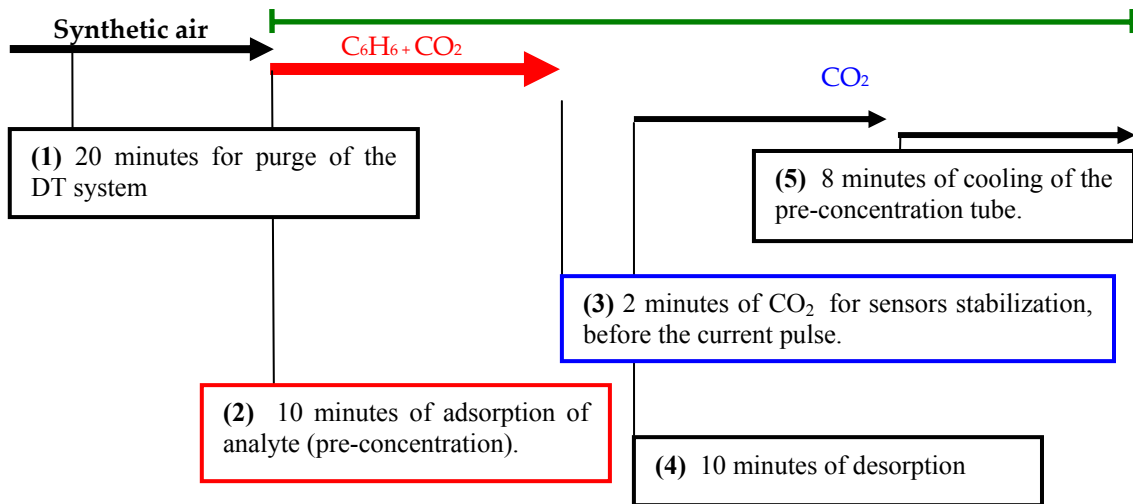 Synthetic air
C₆H₆ + CO₂
CO₂
(1) 20 minutes for purge of the
DT system
(5) 8 minutes of cooling of the
pre-concentration tube.
(3) 2 minutes of CO₂ for sensors stabilization,
before the current pulse.
(2) 10 minutes of adsorption of
analyte (pre-concentration).
(4) 10 minutes of desorption